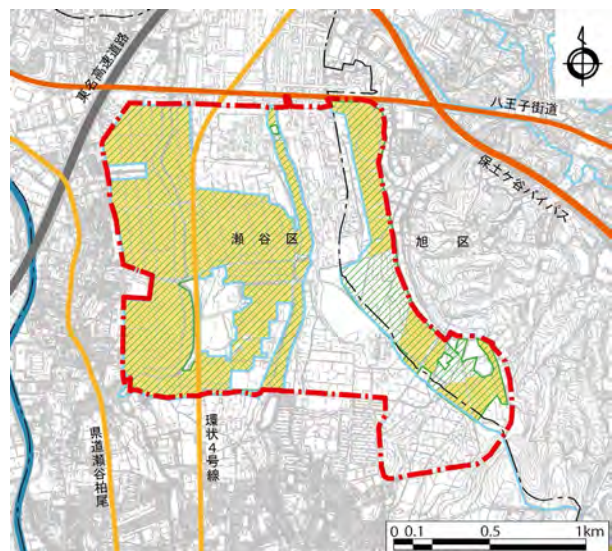 東名高速道路
八王子街道
保土ケ谷バイパス
瀬谷区
旭区
県道瀬谷柏尾
環状4号線
0 0.1 0.5 1km